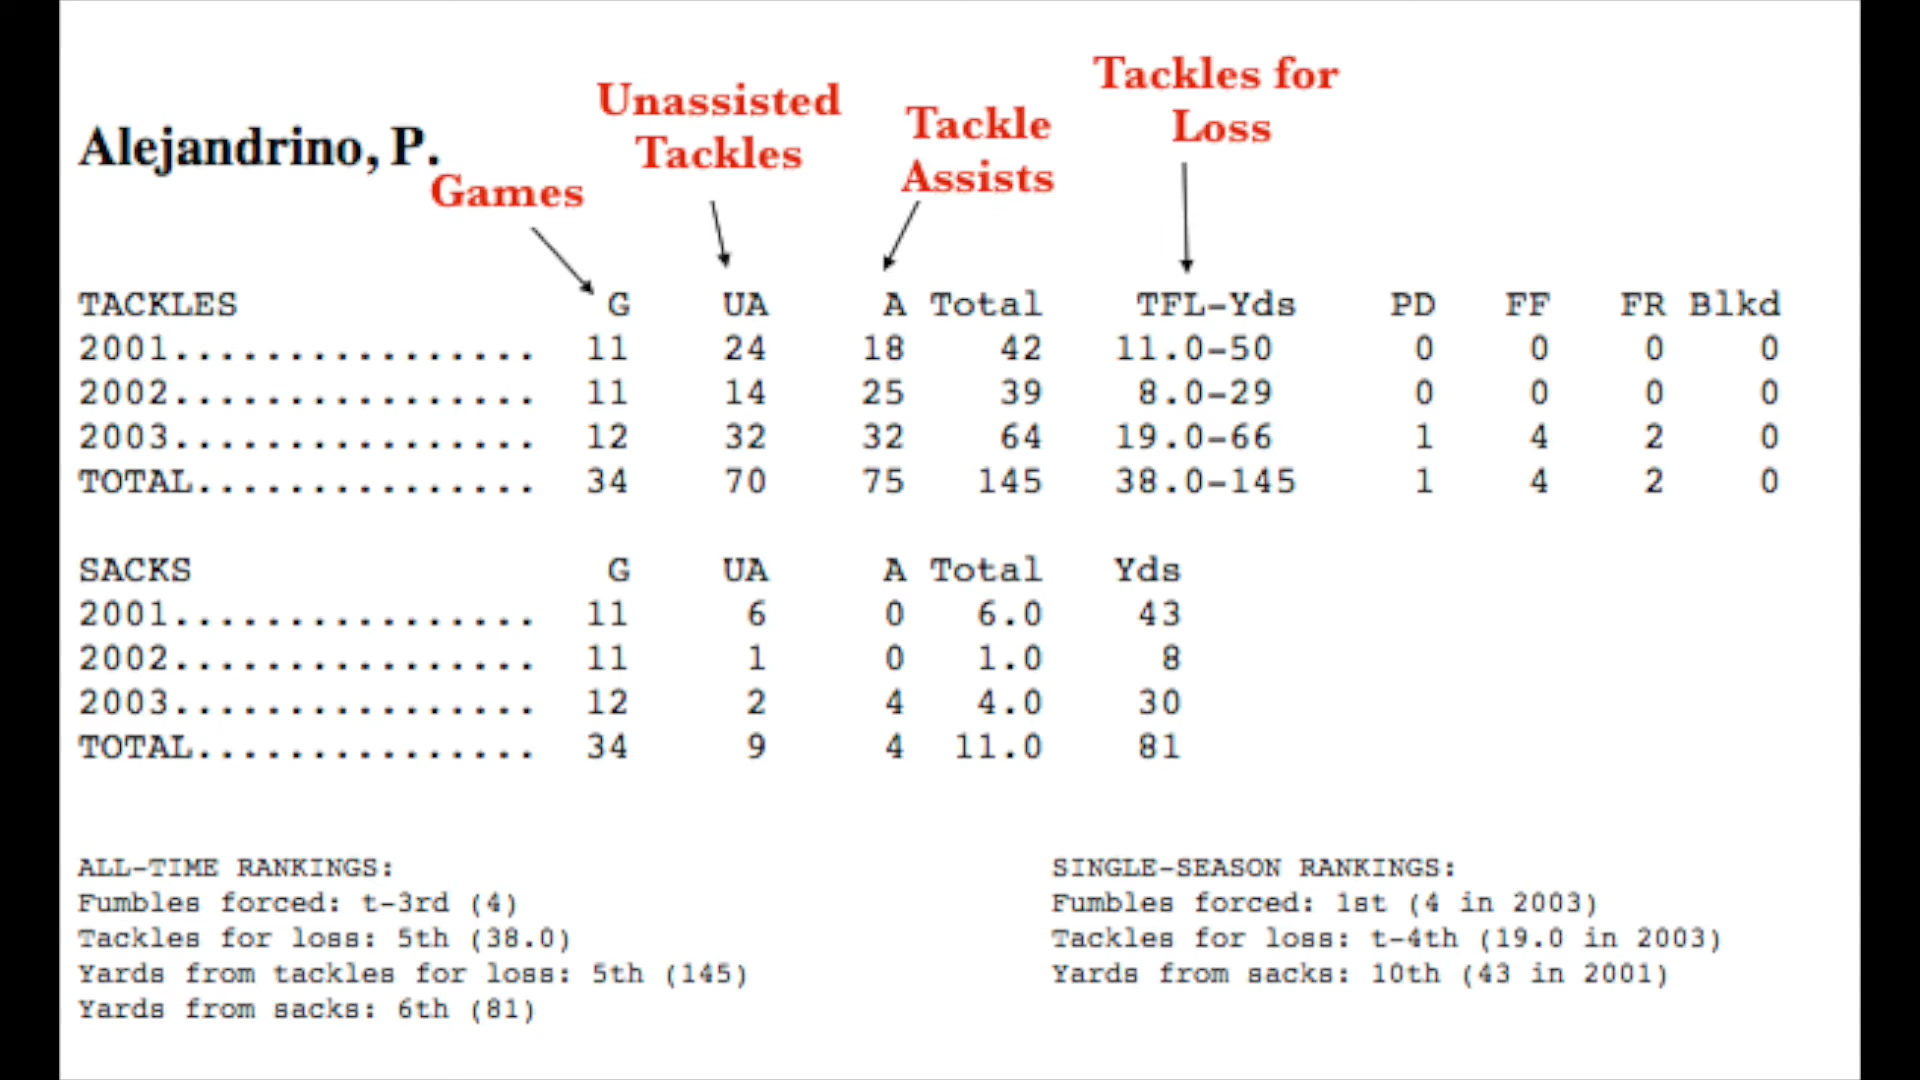 Tackles for
Loss
Unassisted
Tackles
Tackle
Assists
Alejandrino, P.
Games
TACKLES G UA A Total TFL-Yds PD FF FR Blkd
2001................ 11 24 18 42 11.0-50 0 0 0 0
2002................ 11 14 25 39 8.0-29 0 0 0 0
2003................ 12 32 32 64 19.0-66 1 4 2 0
TOTAL............... 34 70 75 145 38.0-145 1 4 2 0
SACKS G UA A Total Yds
2001................ 11 6 0 6.0 43
2002................ 11 1 0 1.0 8
2003................ 12 2 4 4.0 30
TOTAL............... 34 9 4 11.0 81
ALL-TIME RANKINGS:
Fumbles forced: t-3rd (4)
Tackles for loss: 5th (38.0)
Yards from tackles for loss: 5th (145)
Yards from sacks: 6th (81)
SINGLE-SEASON RANKINGS:
Fumbles forced: 1st (4 in 2003)
Tackles for loss: t-4th (19.0 in 2003)
Yards from sacks: 10th (43 in 2001)